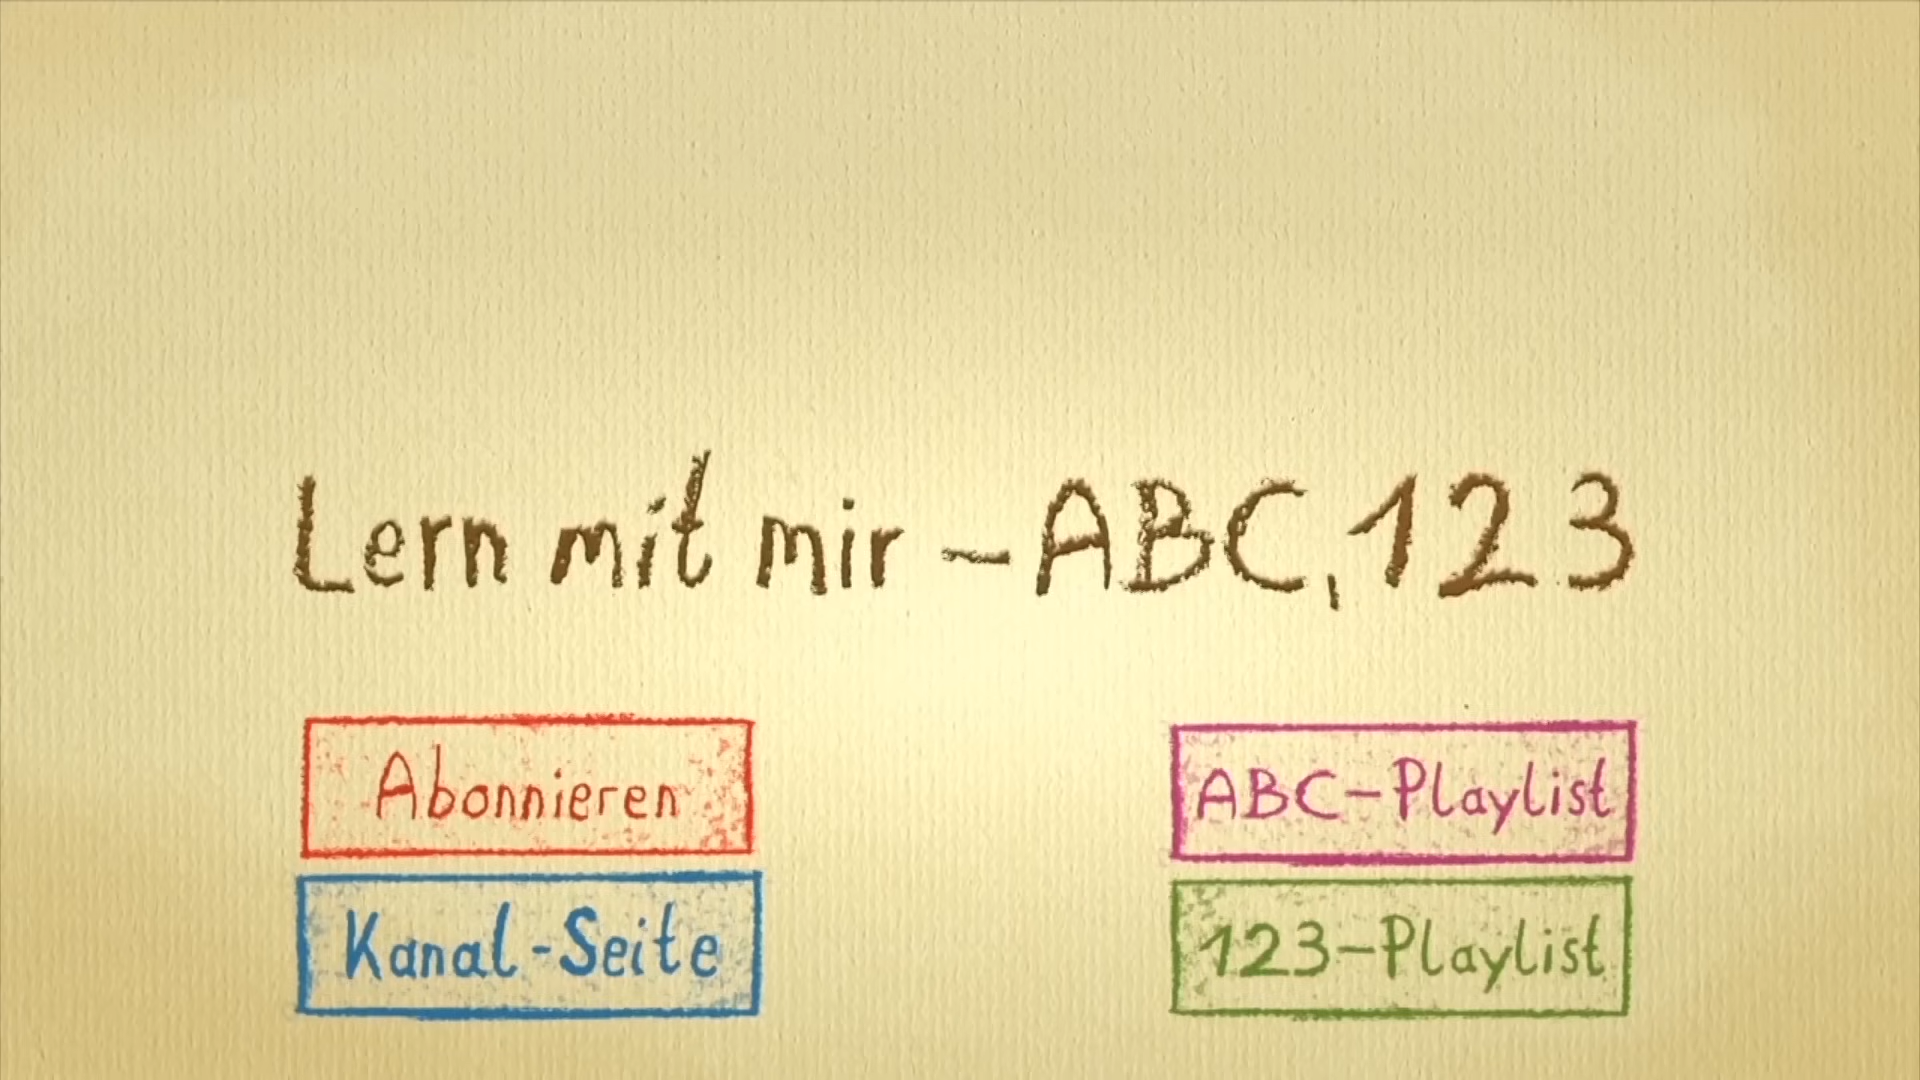 Lern mit mir – ABC, 123
Abonnieren
Kanal-Seite
ABC-Playlist
123-Playlist